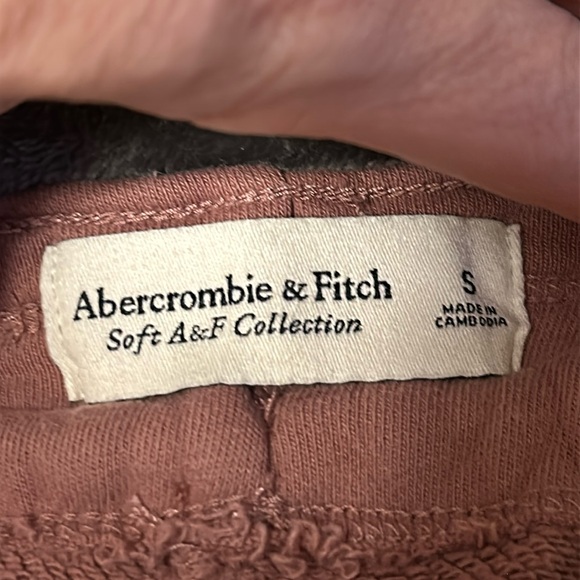 Abercrombie & Fitch
Soft A&F Collection
S
MADE IN
CAMBODIA